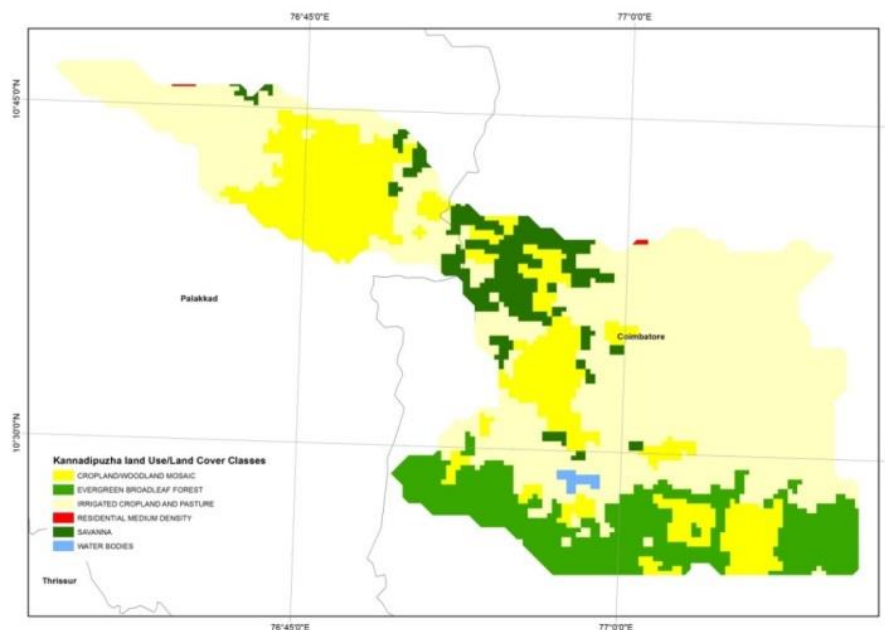 76°45'0"E 77°0'0"E
10°45'0"N
Palakkad
Coimbatore
10°30'0"N
Kannadipuzha land Use/Land Cover Classes
CROPLAND/WOODLAND MOSAIC
EVERGREEN BROADLEAF FOREST
IRRIGATED CROPLAND AND PASTURE
RESIDENTIAL MEDIUM DENSITY
SAVANNA
WATER BODIES
Thrissur
76°45'0"E 77°0'0"E